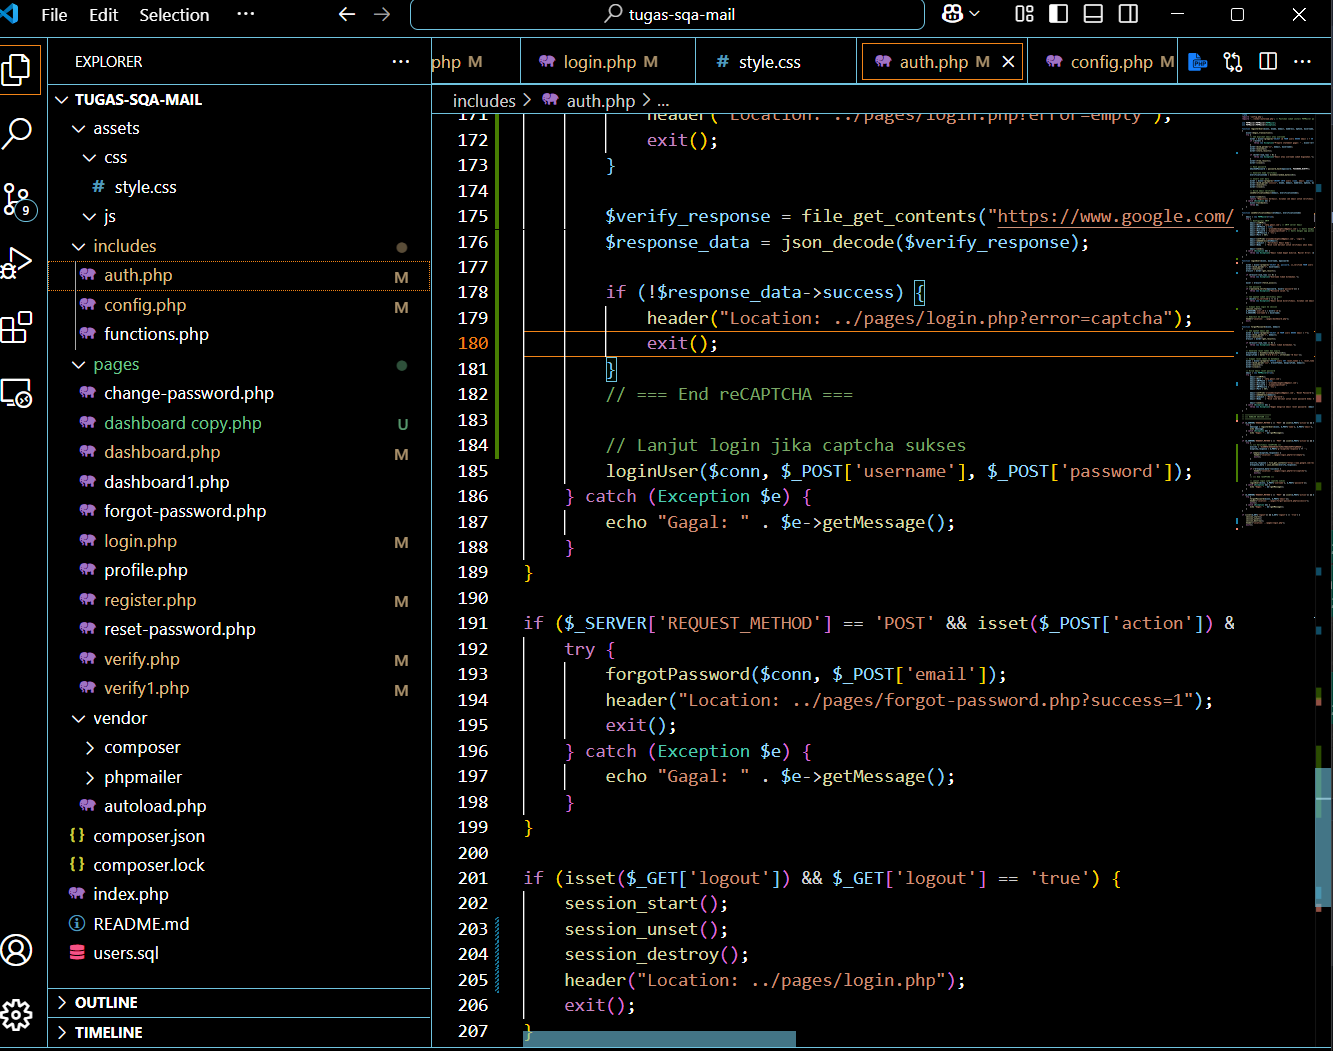 File Edit Selection ··· tugas-sqa-mail
EXPLORER ···
TUGAS-SQA-MAIL
assets
css
# style.css
js
includes
auth.php M
config.php M
functions.php
pages
change-password.php
dashboard copy.php U
dashboard.php M
dashboard1.php
forgot-password.php
login.php M
profile.php
register.php M
reset-password.php
verify.php M
verify1.php M
vendor
composer
phpmailer
autoload.php
{} composer.json
{} composer.lock
index.php
README.md
users.sql
OUTLINE
TIMELINE
9
php M login.php M # style.css auth.php M config.php M
includes > auth.php > ...
171 header("Location: ../pages/login.php?error=empty");
172 exit();
173 }
174
175 $verify_response = file_get_contents("https://www.google.com/
176 $response_data = json_decode($verify_response);
177
178 if (!$response_data->success) {
179 header("Location: ../pages/login.php?error=captcha");
180 exit();
181 }
182 // === End reCAPTCHA ===
183
184 // Lanjut login jika captcha sukses
185 loginUser($conn, $_POST['username'], $_POST['password']);
186 } catch (Exception $e) {
187 echo "Gagal: " . $e->getMessage();
188 }
189 }
190
191 if ($_SERVER['REQUEST_METHOD'] == 'POST' && isset($_POST['action']) &
192 try {
193 forgotPassword($conn, $_POST['email']);
194 header("Location: ../pages/forgot-password.php?success=1");
195 exit();
196 } catch (Exception $e) {
197 echo "Gagal: " . $e->getMessage();
198 }
199 }
200
201 if (isset($_GET['logout']) && $_GET['logout'] == 'true') {
202 session_start();
203 session_unset();
204 session_destroy();
205 header("Location: ../pages/login.php");
206 exit();
207 }